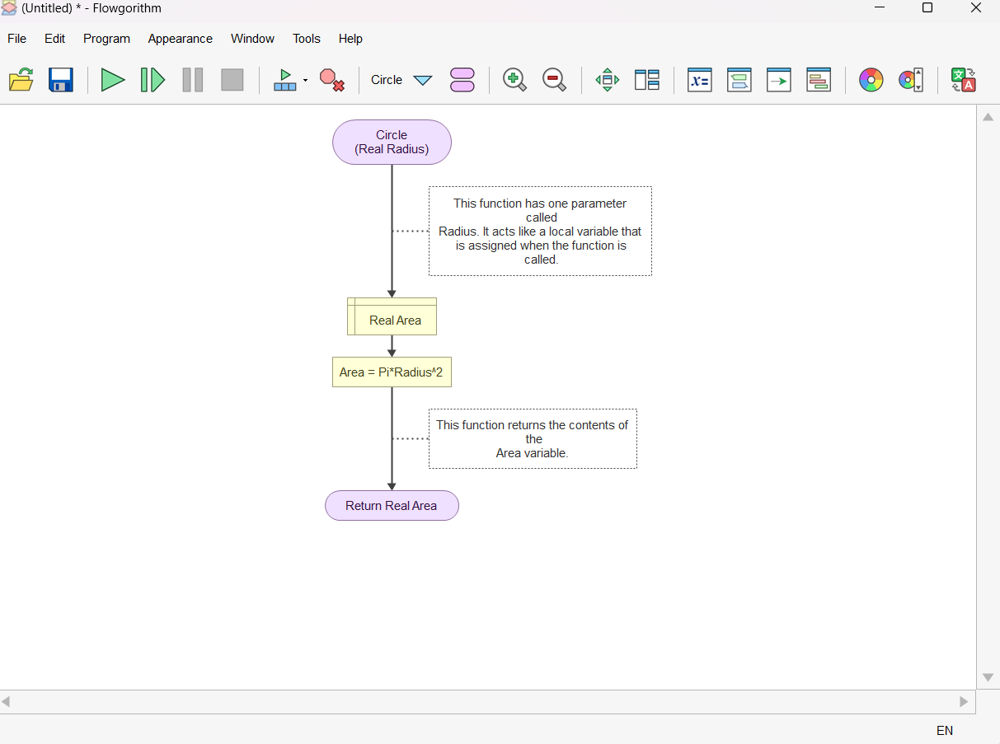 (Untitled) * - Flowgorithm
File Edit Program Appearance Window Tools Help
Circle
x=
文
A
Circle
(Real Radius)
This function has one parameter
called
Radius. It acts like a local variable that
is assigned when the function is
called.
Real Area
Area = Pi*Radius^2
This function returns the contents of
the
Area variable.
Return Real Area
EN